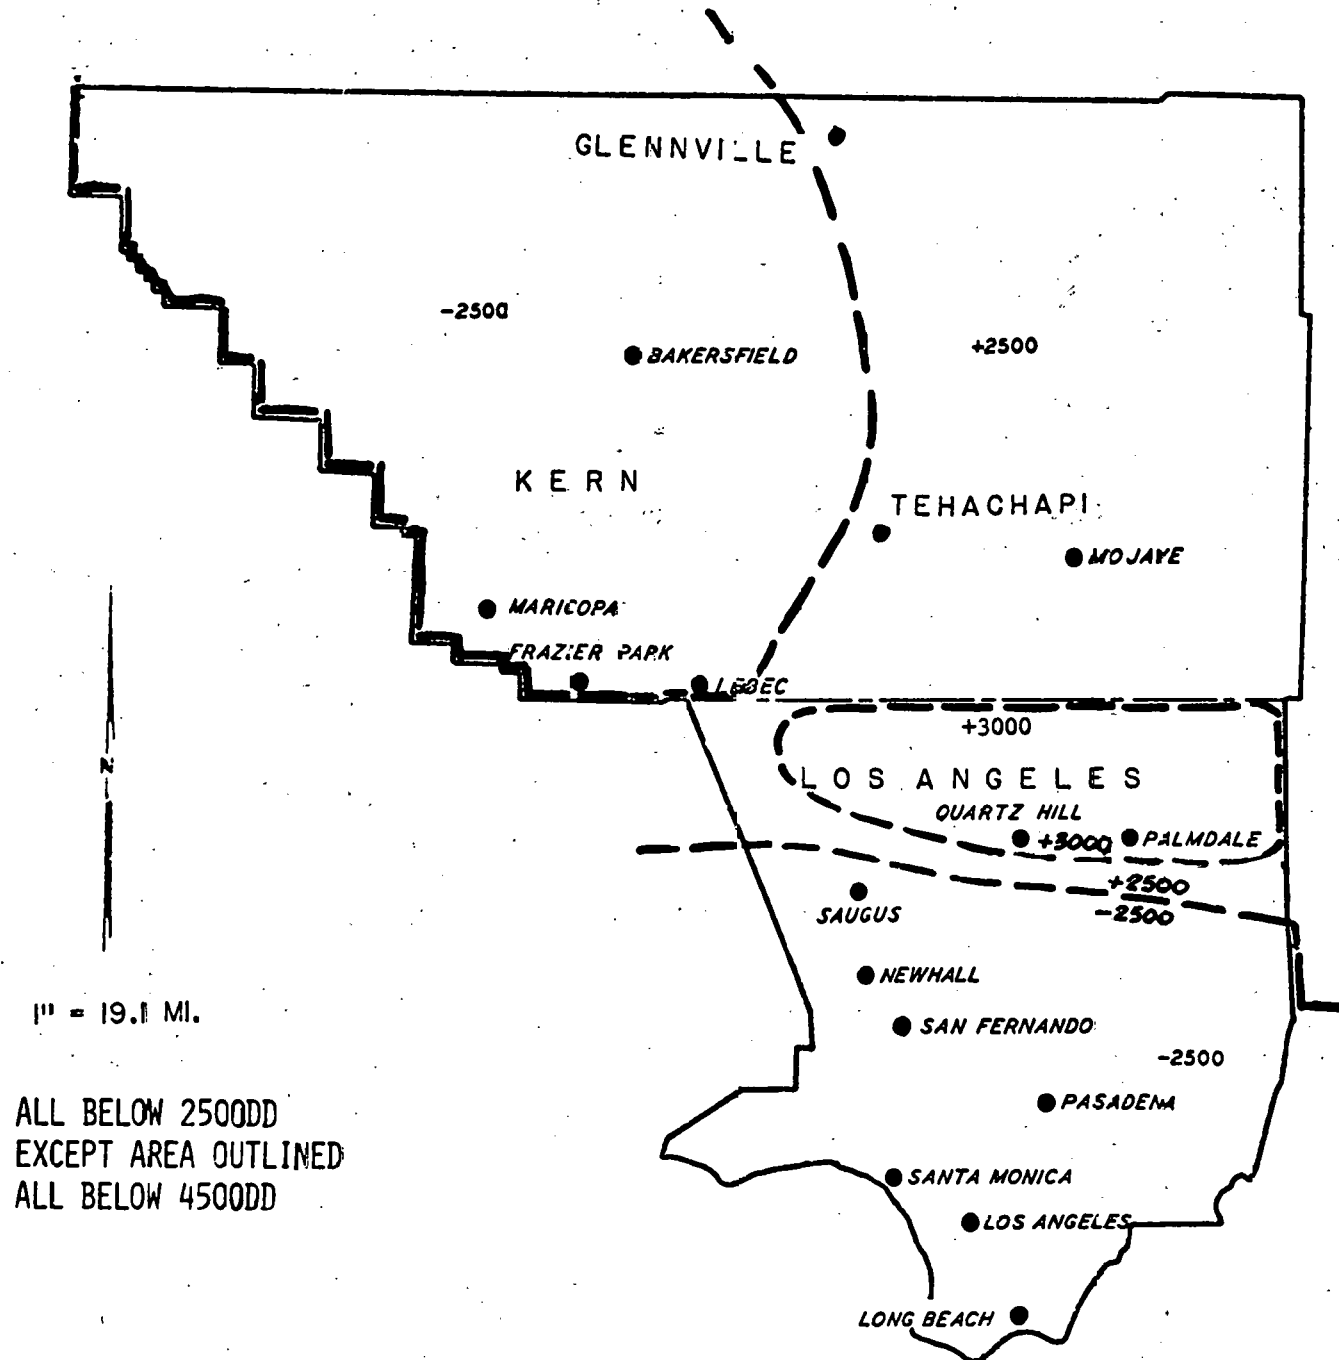 GLENNVILLE
-2500
+2500
BAKERSFIELD
KERN
TEHACHAPI
MOJAVE
MARICOPA
FRAZIER PARK
LEBEC
+3000
LOS ANGELES
QUARTZ HILL
+3000
PALMDALE
+2500
-2500
SAUGUS
N
NEWHALL
1" = 19.1 MI.
SAN FERNANDO
-2500
ALL BELOW 2500DD
EXCEPT AREA OUTLINED
ALL BELOW 4500DD
PASADENA
SANTA MONICA
LOS ANGELES
LONG BEACH